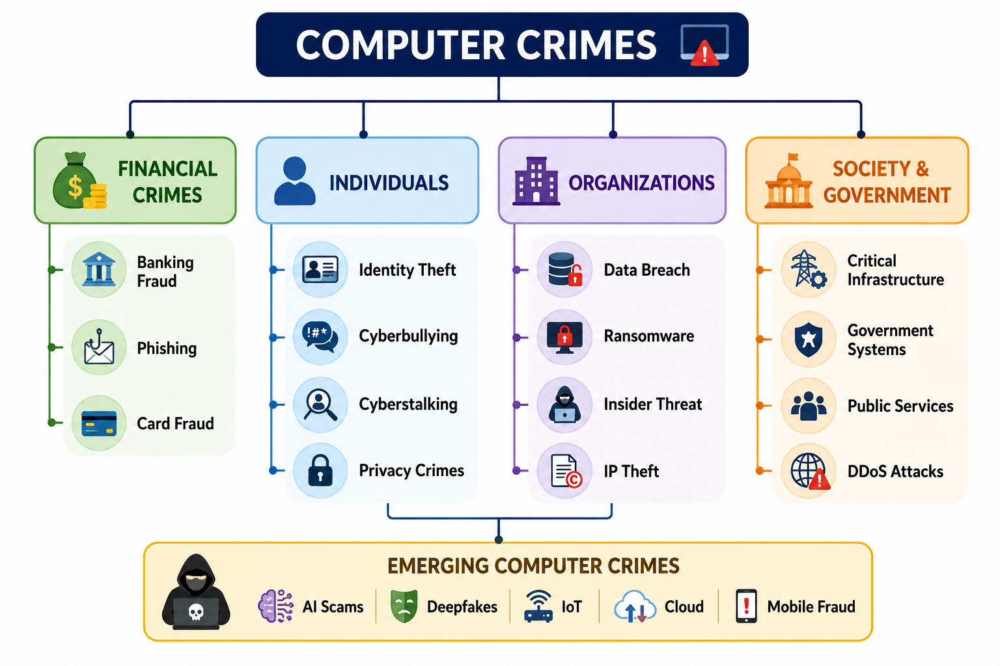 COMPUTER CRIMES
!
FINANCIAL
CRIMES
$
Banking
Fraud
Phishing
Card Fraud
INDIVIDUALS
Identity Theft
!#*
Cyberbullying
Cyberstalking
Privacy Crimes
ORGANIZATIONS
Data Breach
Ransomware
Insider Threat
©
IP Theft
SOCIETY &
GOVERNMENT
Critical
Infrastructure
Government
Systems
Public Services
!
DDoS Attacks
EMERGING COMPUTER CRIMES
AI Scams
Deepfakes
IoT
Cloud
!
Mobile Fraud